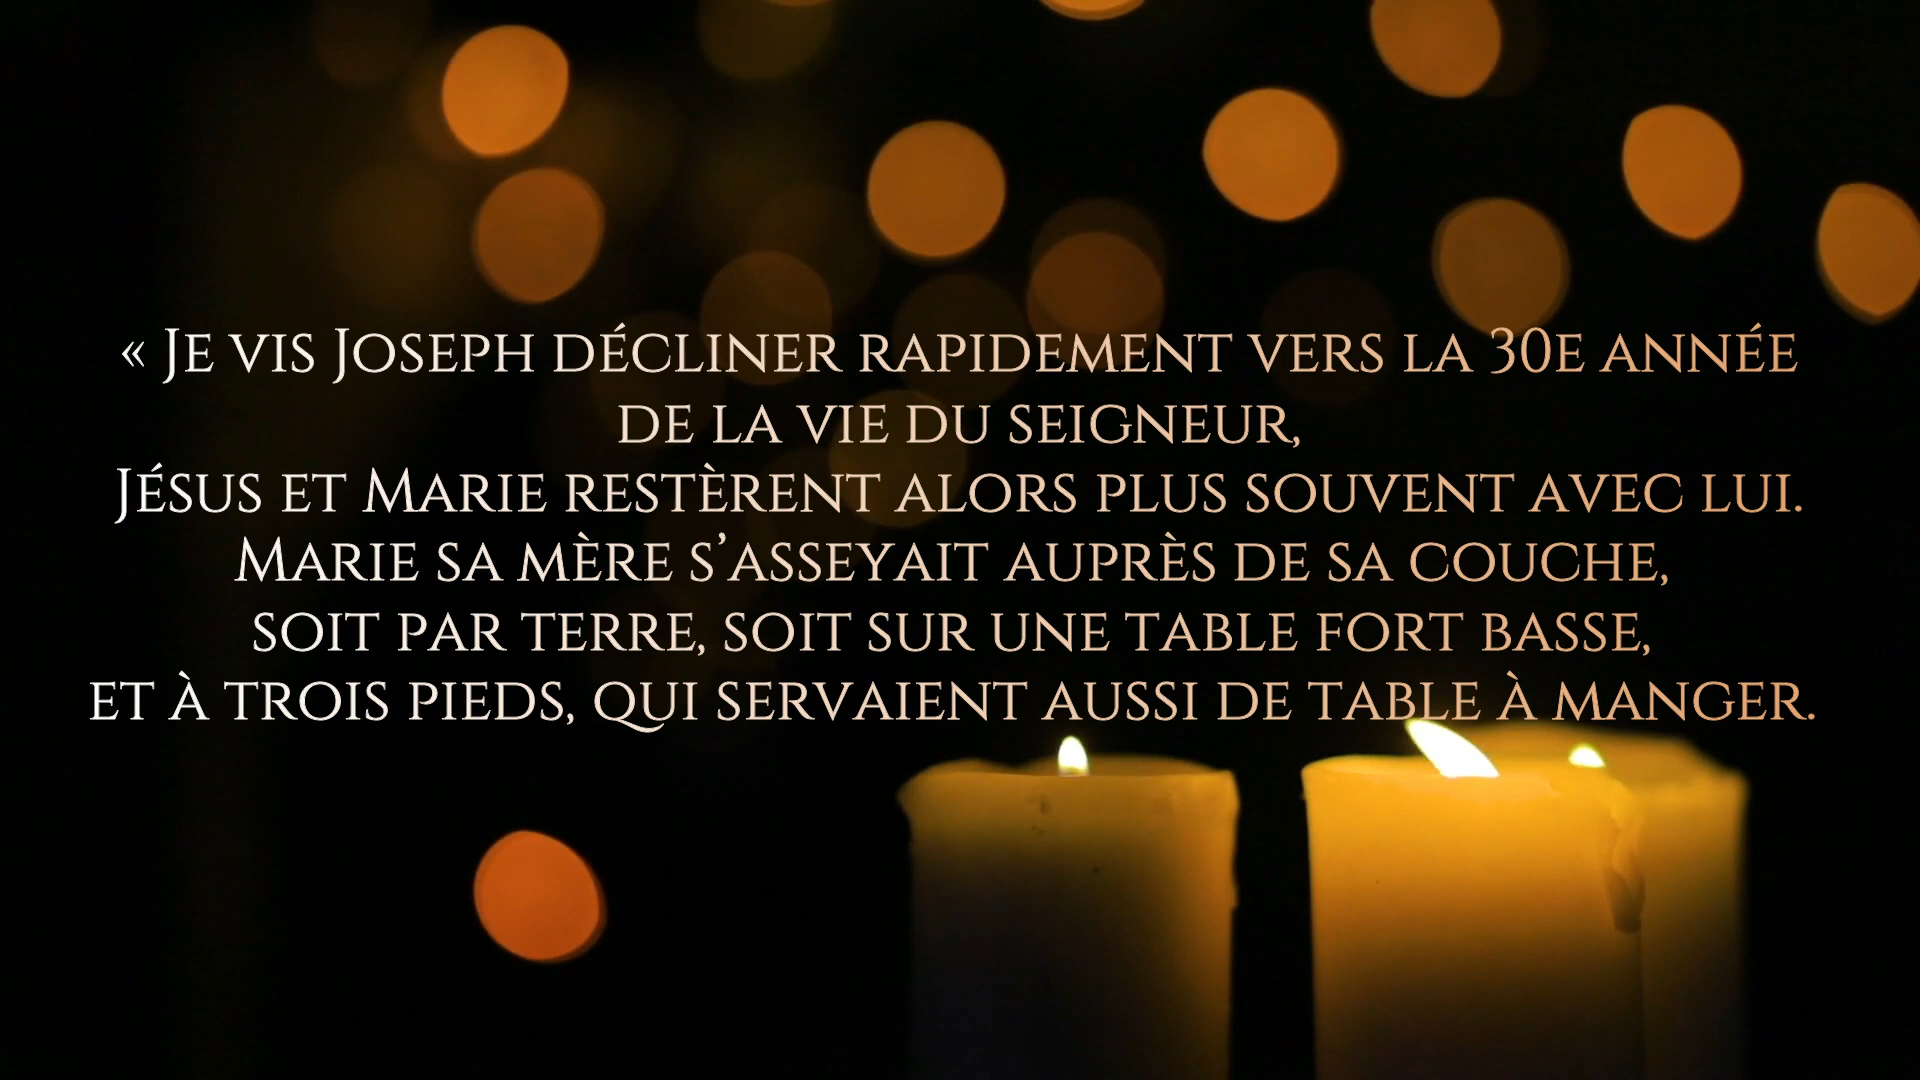 « Je vis Joseph décliner rapidement vers la 30e année
de la vie du seigneur,
Jésus et Marie restèrent alors plus souvent avec lui.
Marie sa mère s’asseyait auprès de sa couche,
soit par terre, soit sur une table fort basse,
et à trois pieds, qui servaient aussi de table à manger.